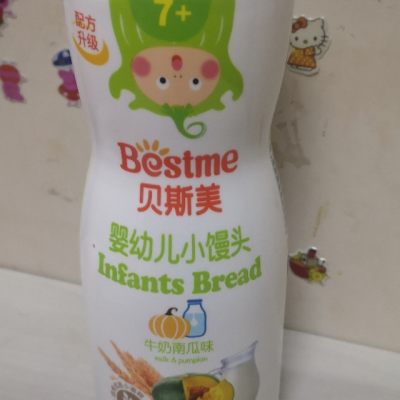 配方
升级
7+
Bestme
贝斯美
婴幼儿小馒头
Infants Bread
牛奶南瓜味
milk & pumpkin